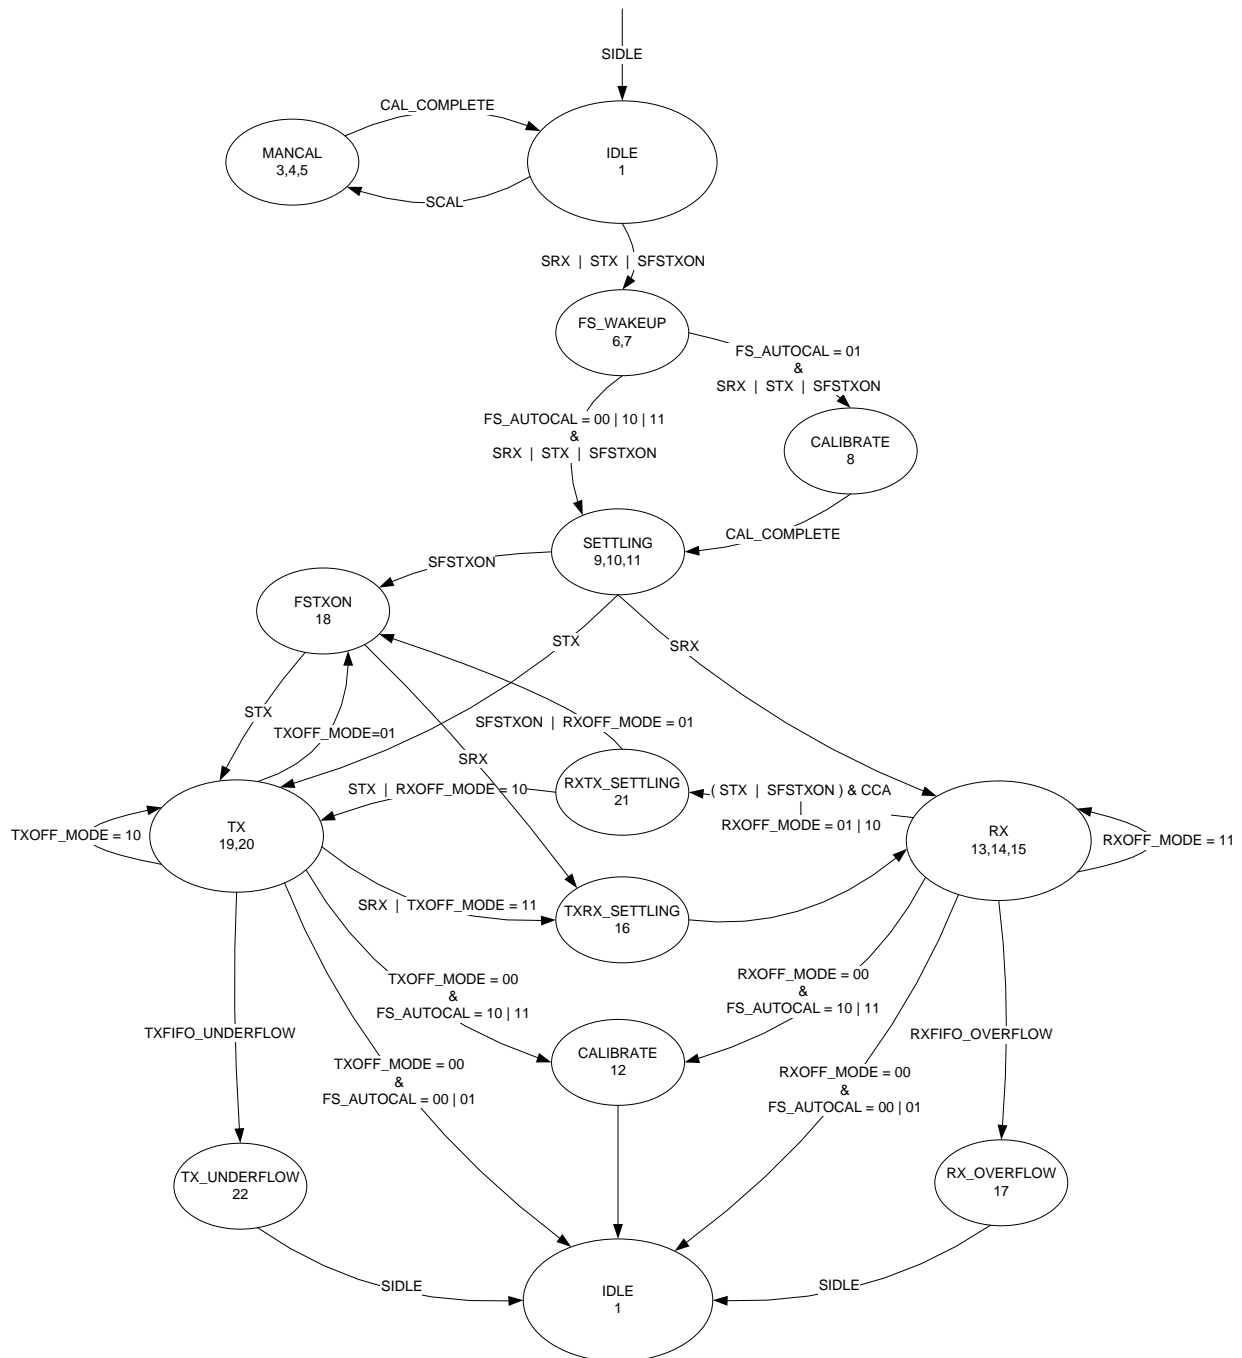 SIDLE
CAL_COMPLETE
MANCAL
3,4,5
IDLE
1
SCAL
SRX | STX | SFSTXON
FS_WAKEUP
6,7
FS_AUTOCAL = 01
&
SRX | STX | SFSTXON
FS_AUTOCAL = 00 | 10 | 11
&
SRX | STX | SFSTXON
CALIBRATE
8
SETTLING
9,10,11
CAL_COMPLETE
SFSTXON
FSTXON
18
STX
SRX
STX
TXOFF_MODE=01
SFSTXON | RXOFF_MODE = 01
SRX
RXTX_SETTLING
21
STX | RXOFF_MODE = 10
( STX | SFSTXON ) & CCA
|
RXOFF_MODE = 01 | 10
TXOFF_MODE = 10
TX
19,20
RX
13,14,15
RXOFF_MODE = 11
SRX | TXOFF_MODE = 11
TXRX_SETTLING
16
TXOFF_MODE = 00
&
FS_AUTOCAL = 10 | 11
RXOFF_MODE = 00
&
FS_AUTOCAL = 10 | 11
TXFIFO_UNDERFLOW
RXFIFO_OVERFLOW
CALIBRATE
12
TXOFF_MODE = 00
&
FS_AUTOCAL = 00 | 01
RXOFF_MODE = 00
&
FS_AUTOCAL = 00 | 01
TX_UNDERFLOW
22
RX_OVERFLOW
17
SIDLE
SIDLE
IDLE
1